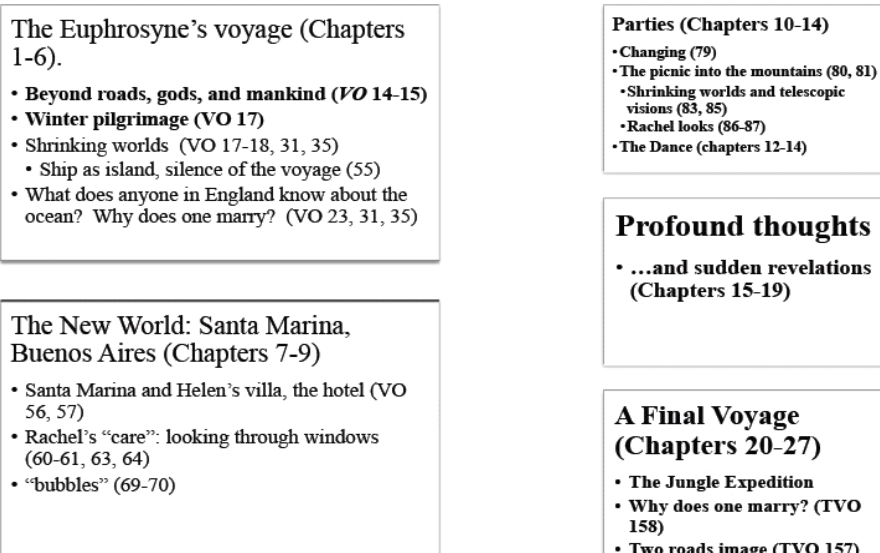 The Euphrosyne's voyage (Chapters
1-6).
• Beyond roads, gods, and mankind (VO 14-15)
• Winter pilgrimage (VO 17)
• Shrinking worlds (VO 17-18, 31, 35)
• Ship as island, silence of the voyage (55)
• What does anyone in England know about the
ocean? Why does one marry? (VO 23, 31, 35)
The New World: Santa Marina,
Buenos Aires (Chapters 7-9)
• Santa Marina and Helen's villa, the hotel (VO
56, 57)
• Rachel's “care”: looking through windows
(60-61, 63, 64)
• “bubbles” (69-70)
Parties (Chapters 10-14)
• Changing (79)
• The picnic into the mountains (80, 81)
• Shrinking worlds and telescopic
visions (83, 85)
• Rachel looks (86-87)
• The Dance (chapters 12-14)
Profound thoughts
• …and sudden revelations
(Chapters 15-19)
A Final Voyage
(Chapters 20-27)
• The Jungle Expedition
• Why does one marry? (TVO
158)
• Two roads image (TVO 157)